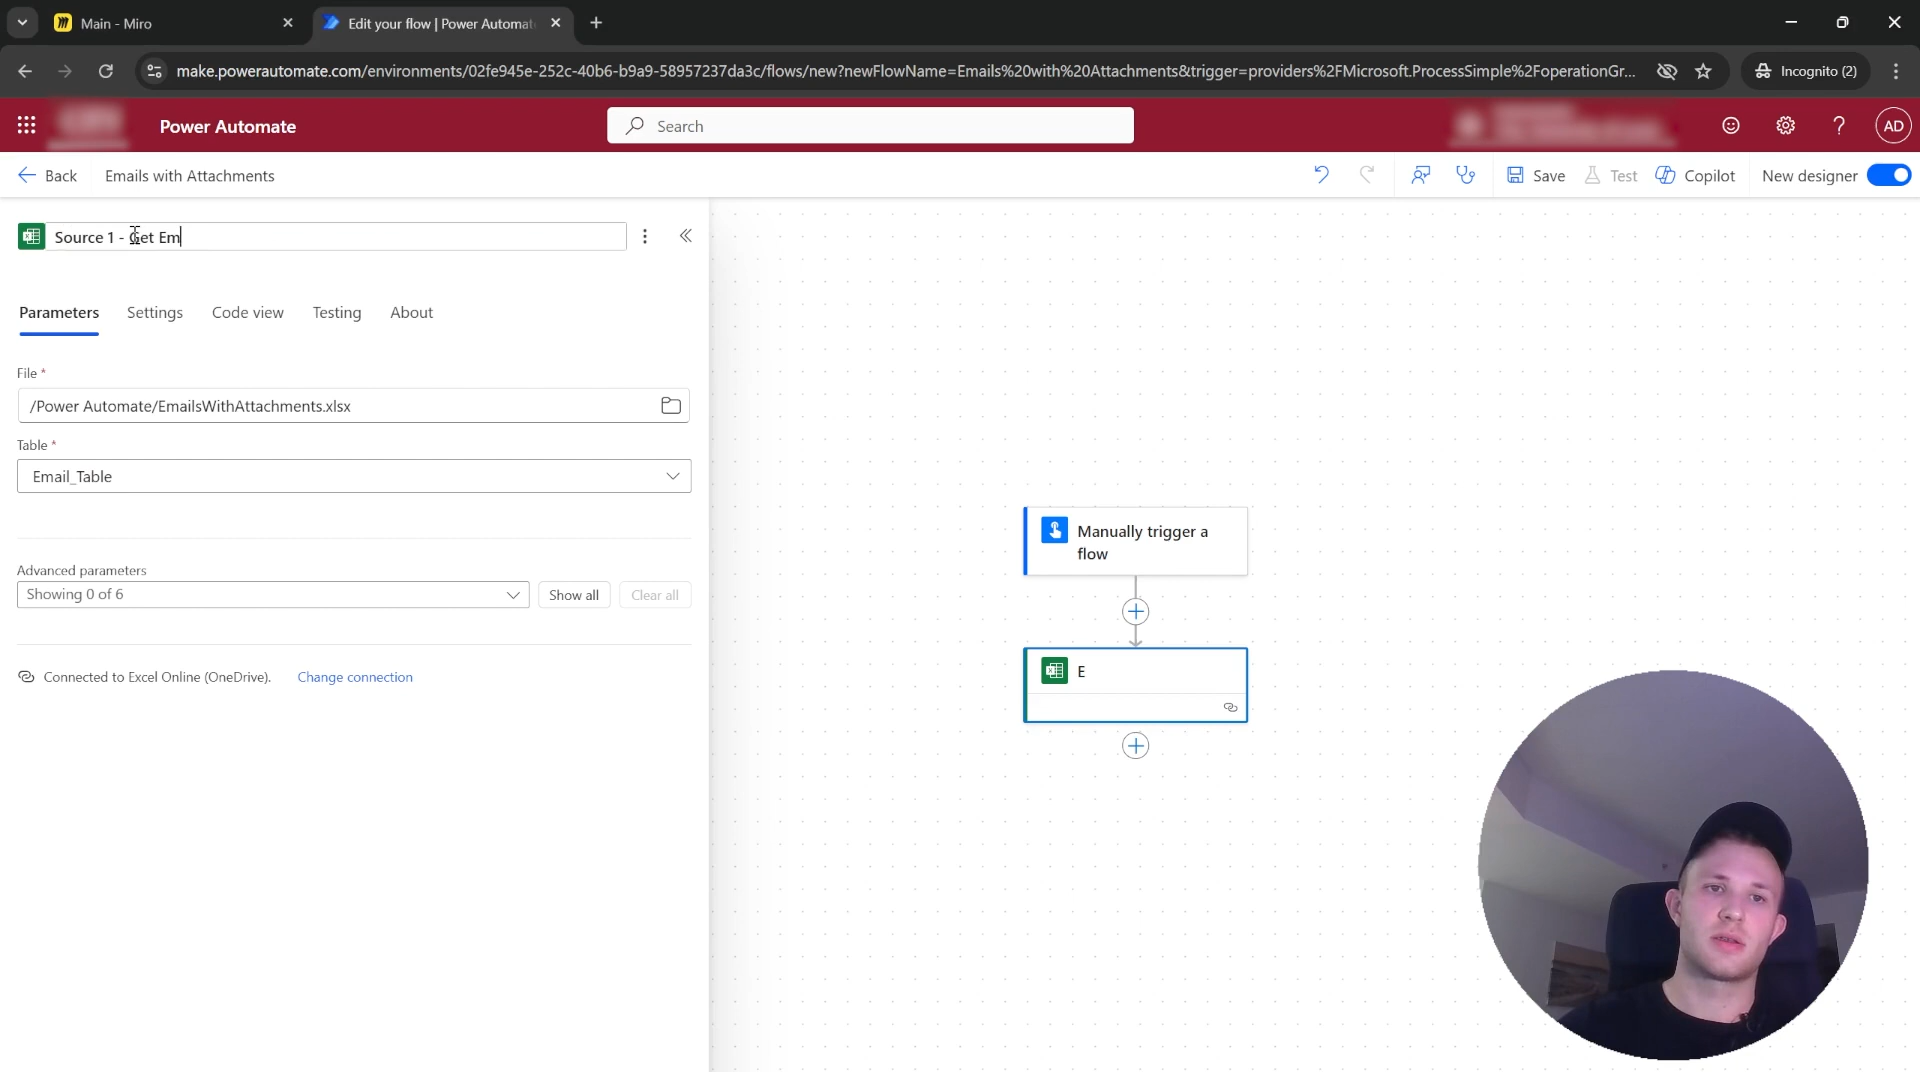 Main - Miro
Edit your flow | Power Automat
make.powerautomate.com/environments/02fe945e-252c-40b6-b9a9-58957237da3c/flows/new?newFlowName=Emails%20with%20Attachments&trigger=providers%2FMicrosoft.ProcessSimple%2FoperationGr...
Incognito (2)
Power Automate
Search
AD
Back
Emails with Attachments
Save
Test
Copilot
New designer
Source 1 - Get Em
Parameters
Settings
Code view
Testing
About
File *
/Power Automate/EmailsWithAttachments.xlsx
Table *
Email_Table
Advanced parameters
Showing 0 of 6
Show all
Clear all
Connected to Excel Online (OneDrive).
Change connection
Manually trigger a
flow
E